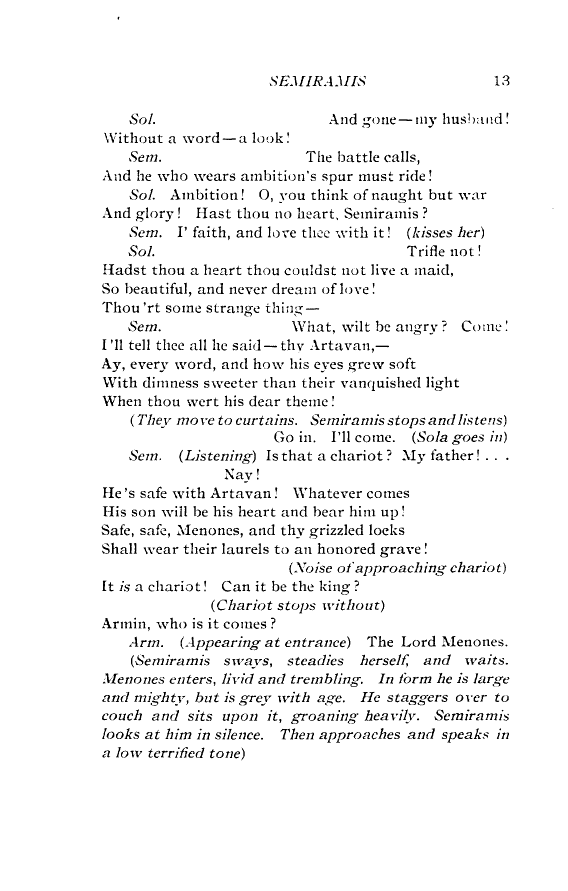 SEMIRAMIS 13
Sol. And gone—my husband!
Without a word—a look!
Sem. The battle calls,
And he who wears ambition's spur must ride!
Sol. Ambition! O, you think of naught but war
And glory! Hast thou no heart, Semiramis?
Sem. I' faith, and love thee with it! (kisses her)
Sol. Trifle not!
Hadst thou a heart thou couldst not live a maid,
So beautiful, and never dream of love!
Thou 'rt some strange thing—
Sem. What, wilt be angry? Come!
I'll tell thee all he said—thy Artavan,—
Ay, every word, and how his eyes grew soft
With dimness sweeter than their vanquished light
When thou wert his dear theme!
(They move to curtains. Semiramis stops and listens)
Go in. I'll come. (Sola goes in)
Sem. (Listening) Is that a chariot? My father! . . .
Nay!
He's safe with Artavan! Whatever comes
His son will be his heart and bear him up!
Safe, safe, Menones, and thy grizzled locks
Shall wear their laurels to an honored grave!
(Noise of approaching chariot)
It is a chariot! Can it be the king?
(Chariot stops without)
Armin, who is it comes?
Arm. (Appearing at entrance) The Lord Menones.
(Semiramis sways, steadies herself, and waits.
Menones enters, livid and trembling. In form he is large
and mighty, but is grey with age. He staggers over to
couch and sits upon it, groaning heavily. Semiramis
looks at him in silence. Then approaches and speaks in
a low terrified tone)